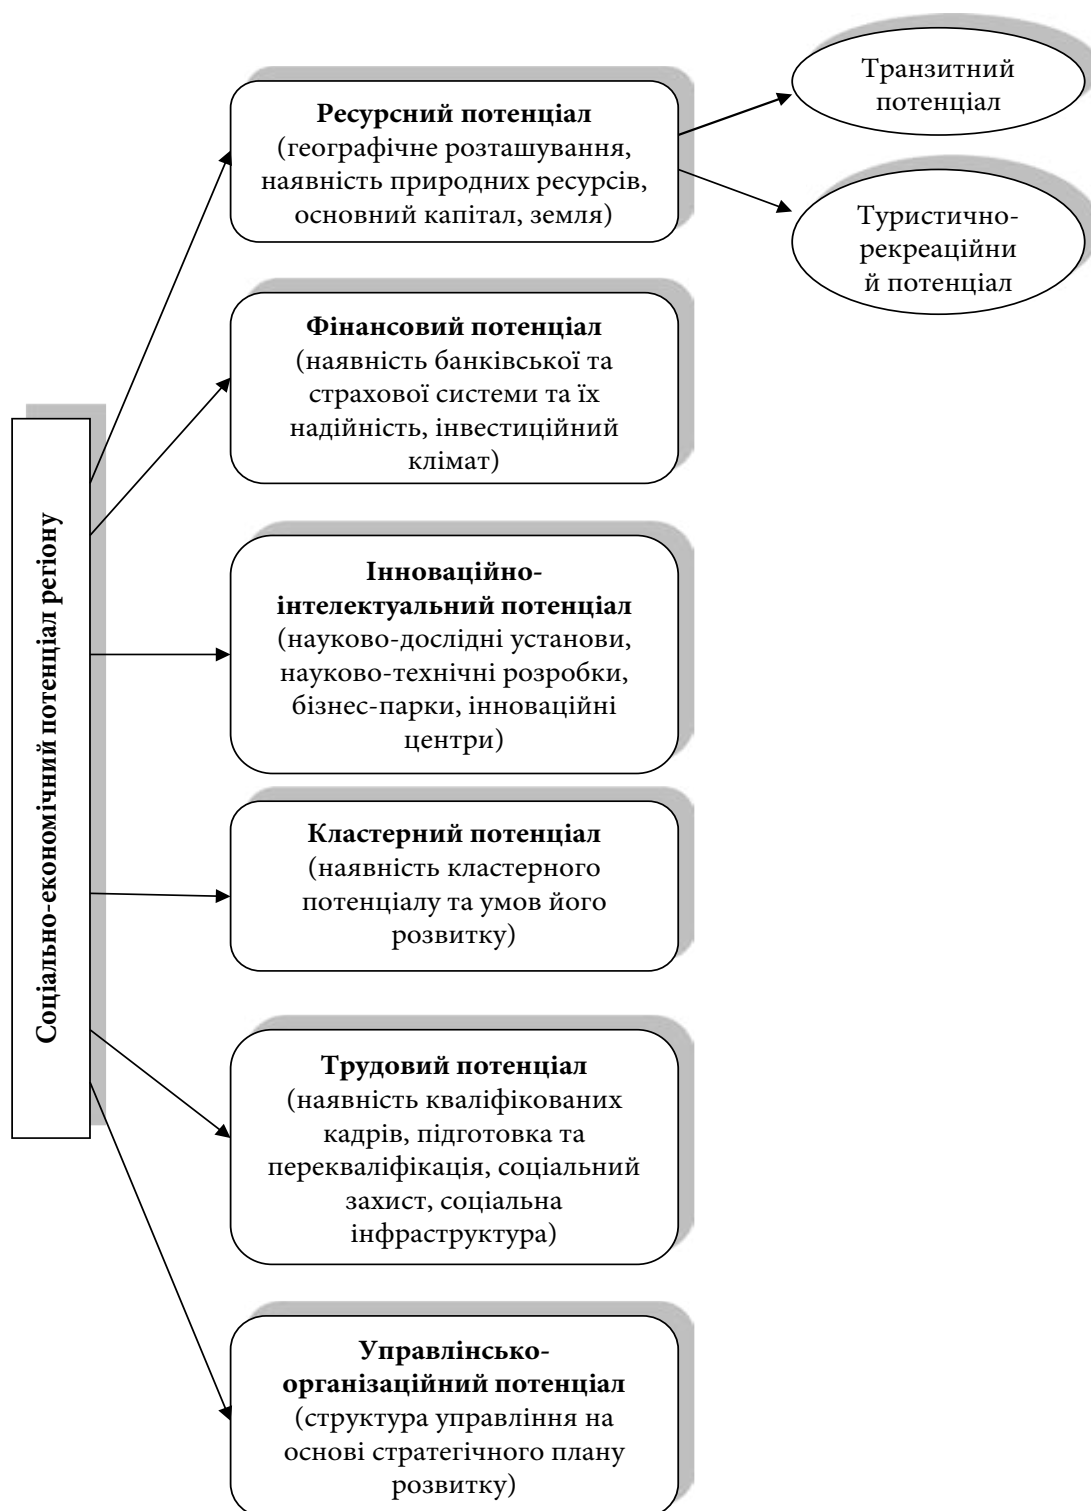 Соціально-економічний потенціал регіону
Ресурсний потенціал
(географічне розташування,
наявність природних ресурсів,
основний капітал, земля)
Транзитний
потенціал
Туристично-
рекреаційни
й потенціал
Фінансовий потенціал
(наявність банківської та
страхової системи та їх
надійність, інвестиційний
клімат)
Інноваційно-
інтелектуальний потенціал
(науково-дослідні установи,
науково-технічні розробки,
бізнес-парки, інноваційні
центри)
Кластерний потенціал
(наявність кластерного
потенціалу та умов його
розвитку)
Трудовий потенціал
(наявність кваліфікованих
кадрів, підготовка та
перекваліфікація, соціальний
захист, соціальна
інфраструктура)
Управлінсько-
організаційний потенціал
(структура управління на
основі стратегічного плану
розвитку)